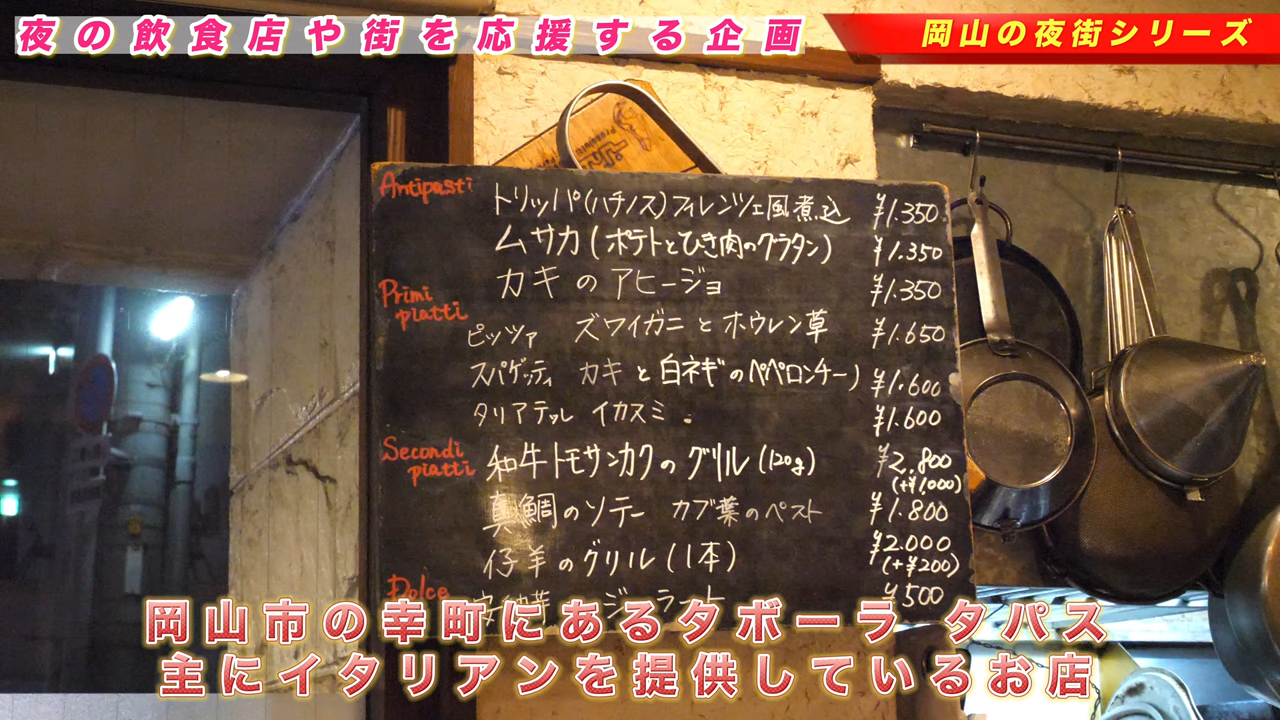 夜の飲食店や街を応援する企画
岡山の夜街シリーズ
Antipasti
トリッパ(ハチノス)フィレンツェ風煮込 ¥1.350
ムサカ(ポテトとひき肉のグラタン) ¥1.350
カキのアヒージョ ¥1.350
Primi
piatti
ピッツァ ズワイガニとホウレン草 ¥1.650
スパゲッティ カキと白ネギのペペロンチーノ ¥1.600
タリアテッレ イカスミ. ¥1.600
Secondi
piatti
和牛トモサンカクのグリル(120g) ¥2.800
(+¥1,000)
真鯛のソテー カブ葉のペスト ¥1.800
仔羊のグリル(1本) ¥2.000
(+¥200)
Dolce
¥500
岡山市の幸町にあるタボーラ タパス
主にイタリアンを提供しているお店